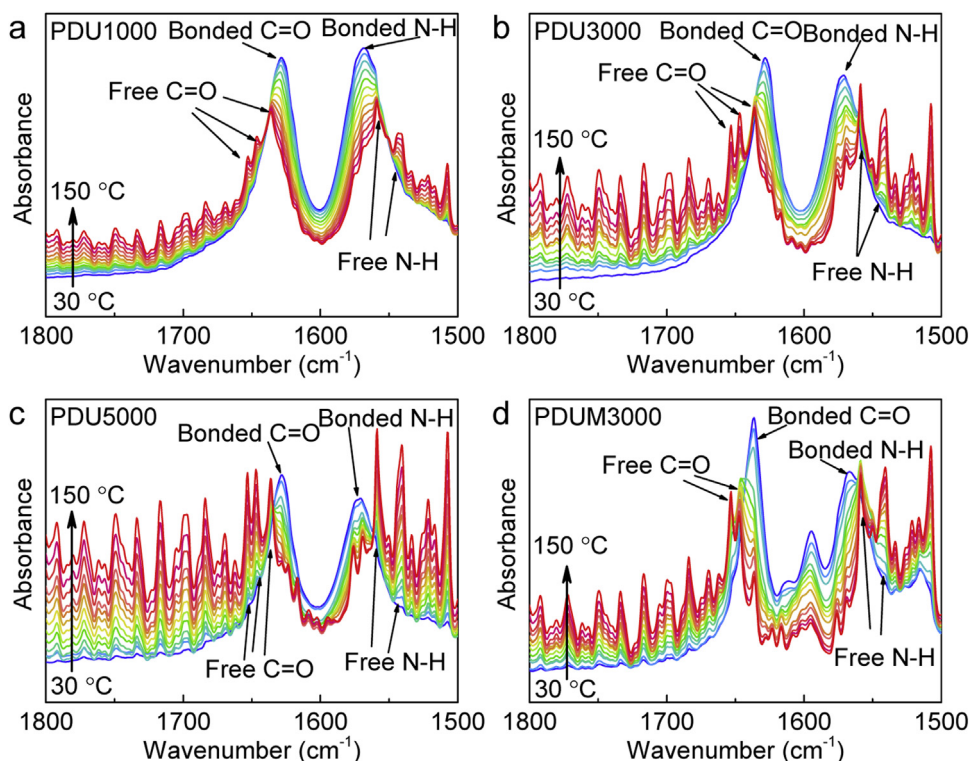 a
PDU1000
Bonded C=O
Bonded N-H
Free C=O
150 °C
30 °C
Free N-H
Absorbance
1800 1700 1600 1500
Wavenumber (cm-1)
b
PDU3000
Bonded C=O
Bonded N-H
Free C=O
150 °C
30 °C
Free N-H
Absorbance
1800 1700 1600 1500
Wavenumber (cm-1)
c
PDU5000
Bonded N-H
Bonded C=O
150 °C
30 °C
Free C=O
Free N-H
Absorbance
1800 1700 1600 1500
Wavenumber (cm-1)
d
PDUM3000
Bonded C=O
Bonded N-H
Free C=O
150 °C
30 °C
Free N-H
Absorbance
1800 1700 1600 1500
Wavenumber (cm-1)